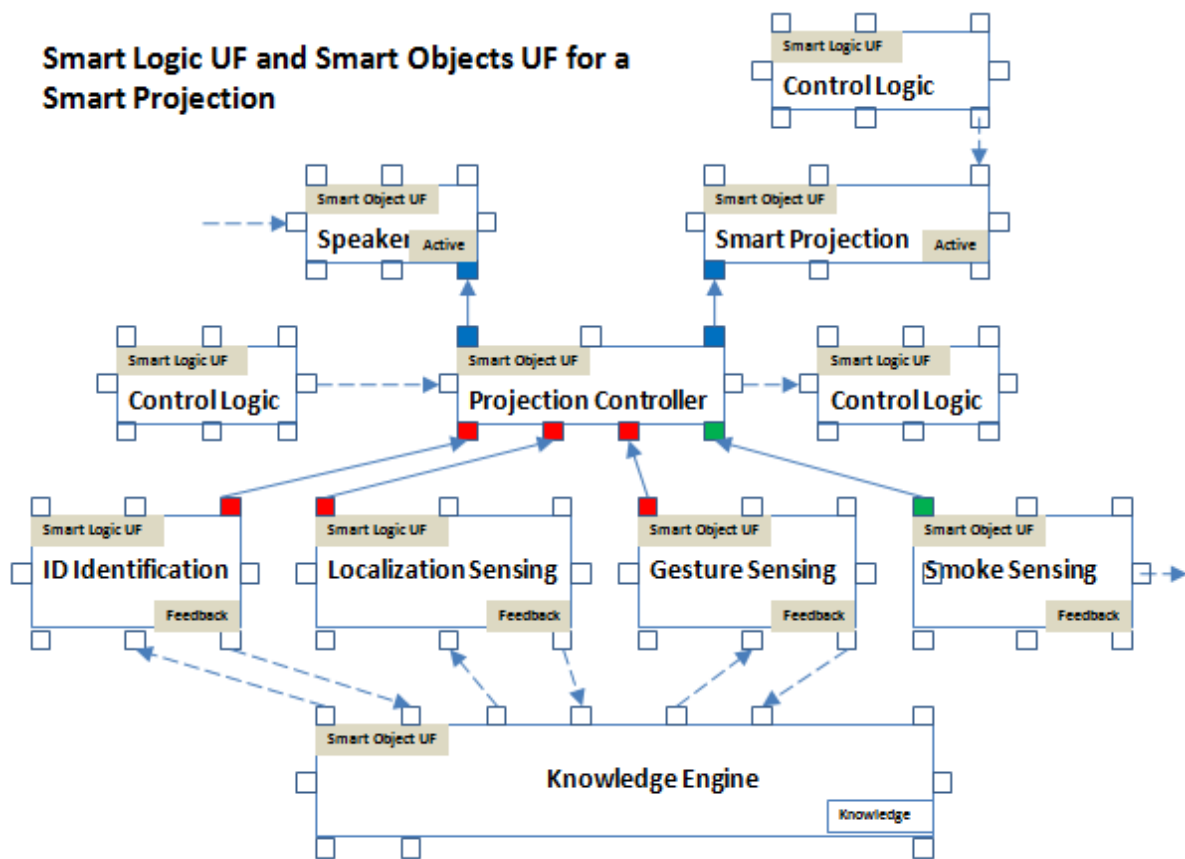 Smart Logic UF and Smart Objects UF for a
Smart Projection
Smart Logic UF
Control Logic
Smart Object UF
Speaker
Active
Smart Object UF
Smart Projection
Active
Smart Logic UF
Control Logic
Smart Object UF
Projection Controller
Smart Logic UF
Control Logic
Smart Logic UF
ID Identification
Feedback
Smart Logic UF
Localization Sensing
Feedback
Smart Object UF
Gesture Sensing
Feedback
Smart Object UF
Smoke Sensing
Feedback
Smart Object UF
Knowledge Engine
Knowledge